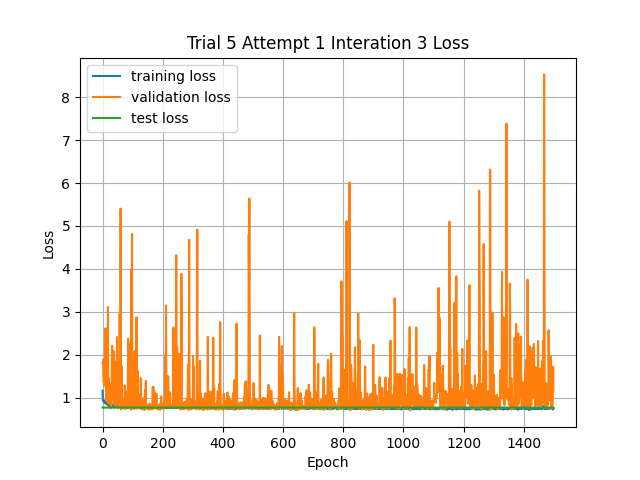 Trial 5 Attempt 1 Interation 3 Loss
training loss
validation loss
test loss
8
7
6
5
4
3
2
1
Loss
0 200 400 600 800 1000 1200 1400
Epoch